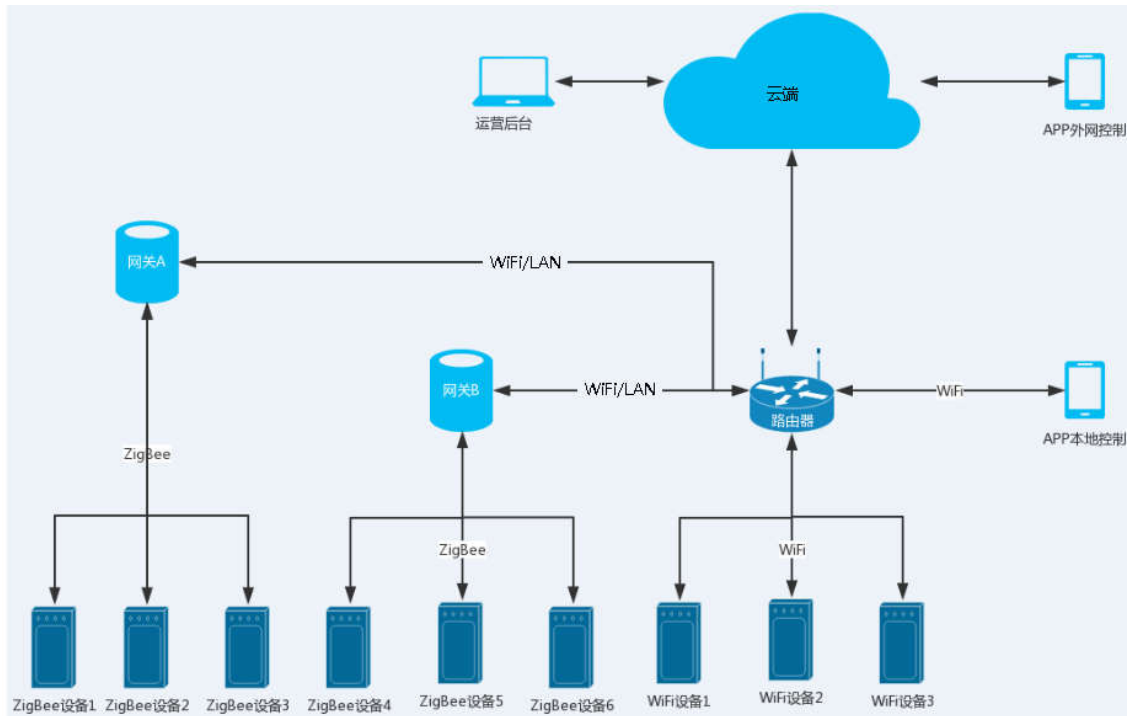 云端
运营后台
APP外网控制
网关A
WiFi/LAN
网关B
WiFi/LAN
路由器
WiFi
APP本地控制
ZigBee
ZigBee
WiFi
ZigBee设备1
ZigBee设备2
ZigBee设备3
ZigBee设备4
ZigBee设备5
ZigBee设备6
WiFi设备1
WiFi设备2
WiFi设备3